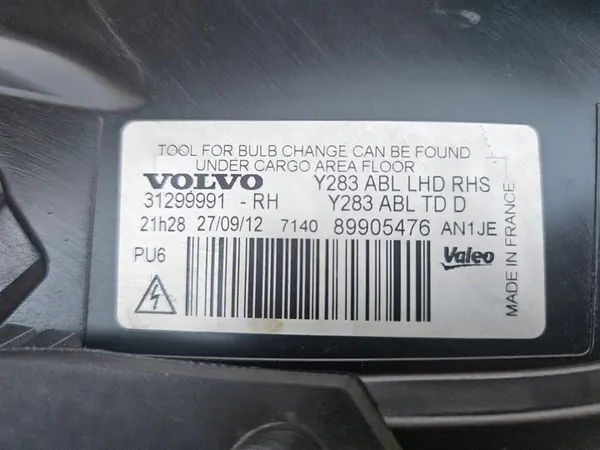 TOOL FOR BULB CHANGE CAN BE FOUND
UNDER CARGO AREA FLOOR
VOLVO Y283 ABL LHD RHS
31299991 - RH Y283 ABL TD D
21h28 27/09/12 7140 89905476 AN1JE
PU6
Valeo
MADE IN FRANCE